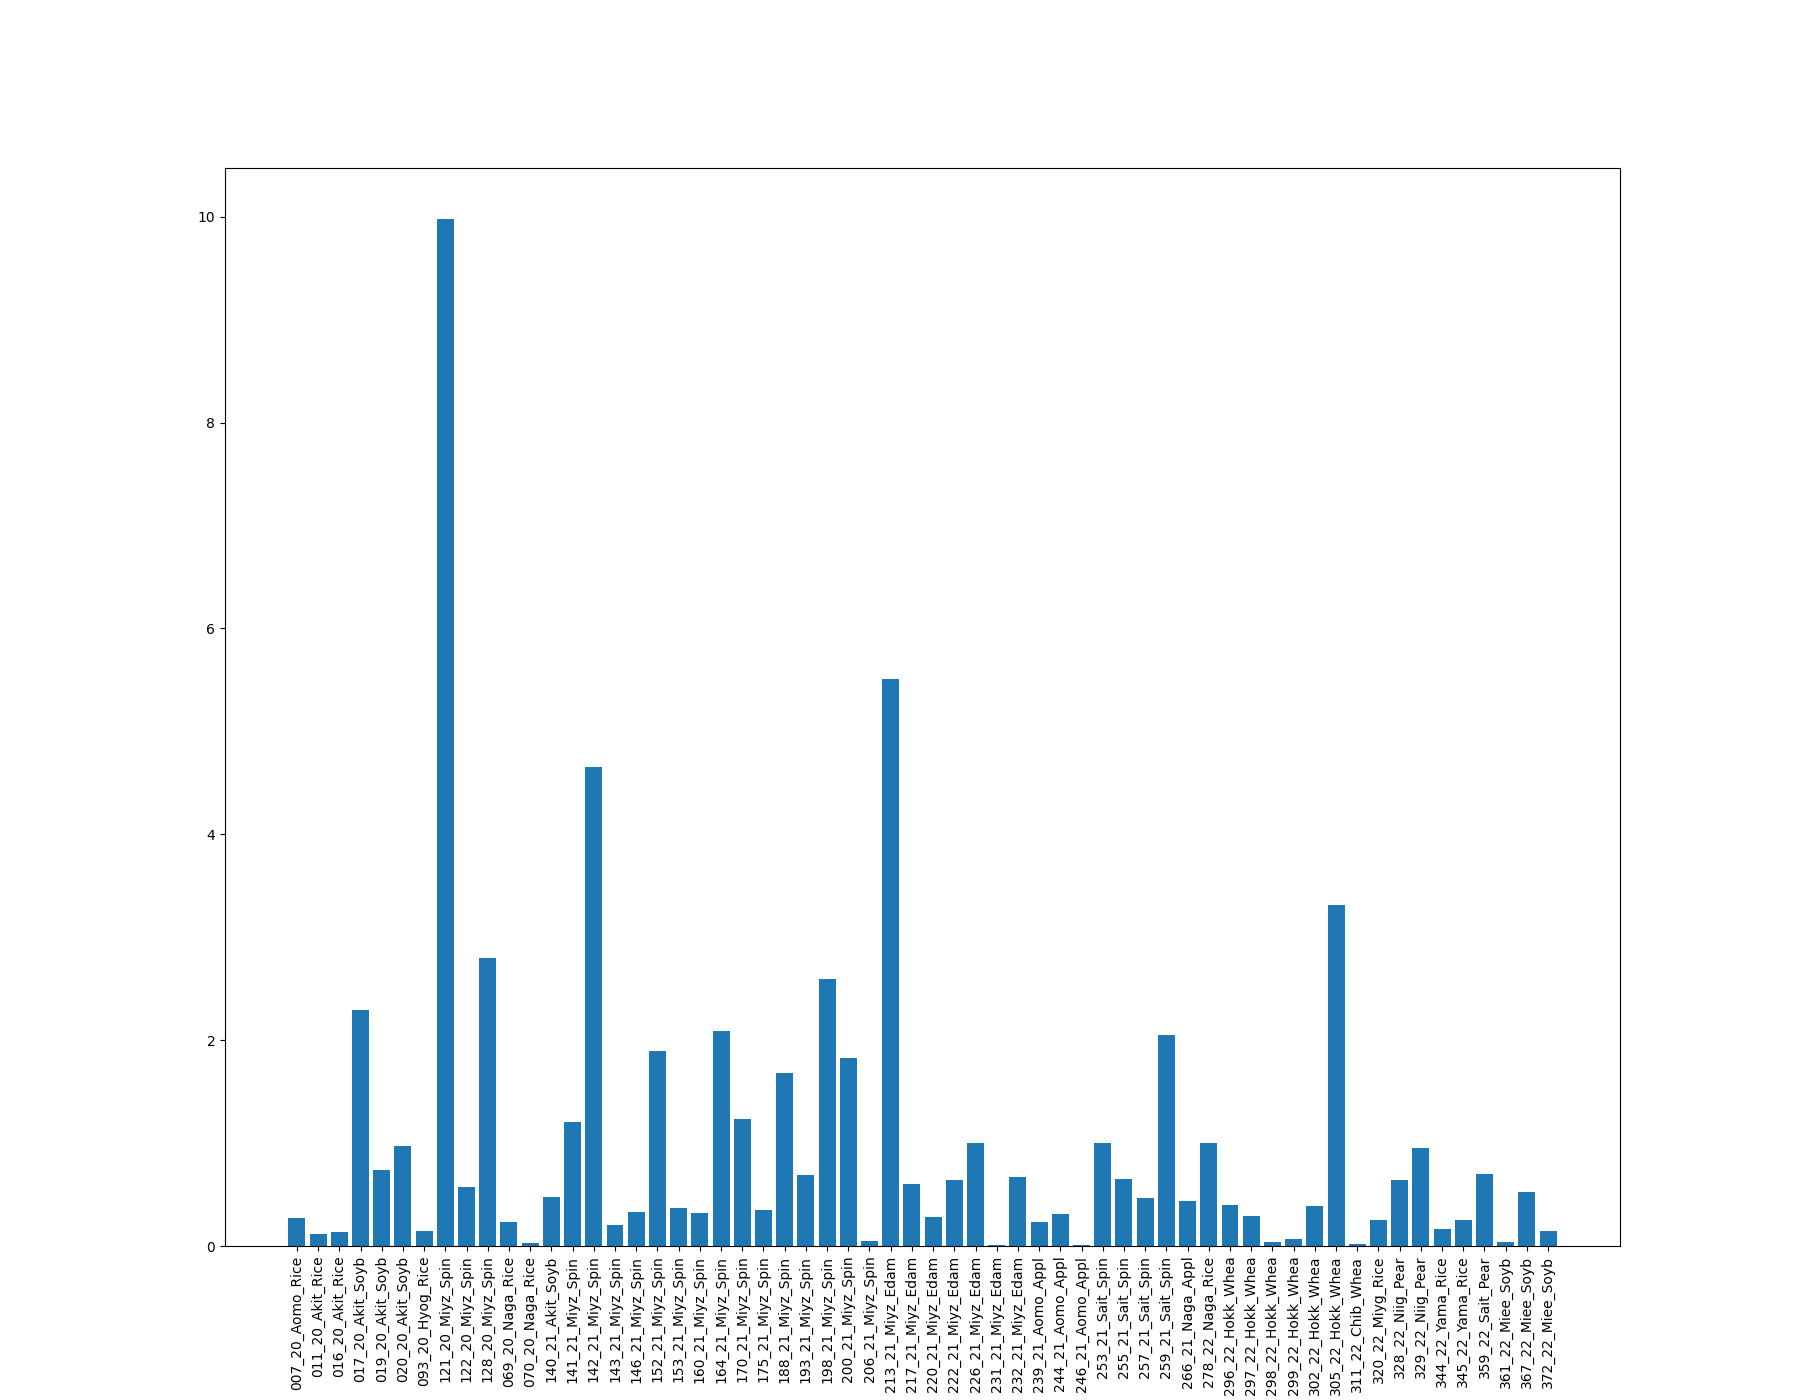 10
8
6
4
2
0
007_20_Aomo_Rice
011_20_Akit_Rice
016_20_Akit_Rice
017_20_Akit_Soyb
019_20_Akit_Soyb
020_20_Akit_Soyb
093_20_Hyog_Rice
121_20_Miyz_Spin
122_20_Miyz_Spin
128_20_Miyz_Spin
069_20_Naga_Rice
070_20_Naga_Rice
140_21_Akit_Soyb
141_21_Miyz_Spin
142_21_Miyz_Spin
143_21_Miyz_Spin
146_21_Miyz_Spin
152_21_Miyz_Spin
153_21_Miyz_Spin
160_21_Miyz_Spin
164_21_Miyz_Spin
170_21_Miyz_Spin
175_21_Miyz_Spin
188_21_Miyz_Spin
193_21_Miyz_Spin
198_21_Miyz_Spin
200_21_Miyz_Spin
206_21_Miyz_Spin
213_21_Miyz_Edam
217_21_Miyz_Edam
220_21_Miyz_Edam
222_21_Miyz_Edam
226_21_Miyz_Edam
231_21_Miyz_Edam
232_21_Miyz_Edam
239_21_Aomo_Appl
244_21_Aomo_Appl
246_21_Aomo_Appl
253_21_Sait_Spin
255_21_Sait_Spin
257_21_Sait_Spin
259_21_Sait_Spin
266_21_Naga_Appl
278_22_Naga_Rice
296_22_Hokk_Whea
297_22_Hokk_Whea
298_22_Hokk_Whea
299_22_Hokk_Whea
302_22_Hokk_Whea
305_22_Hokk_Whea
311_22_Chib_Whea
320_22_Miyg_Rice
328_22_Niig_Pear
329_22_Niig_Pear
344_22_Yama_Rice
345_22_Yama_Rice
359_22_Sait_Pear
361_22_Miee_Soyb
367_22_Miee_Soyb
372_22_Miee_Soyb